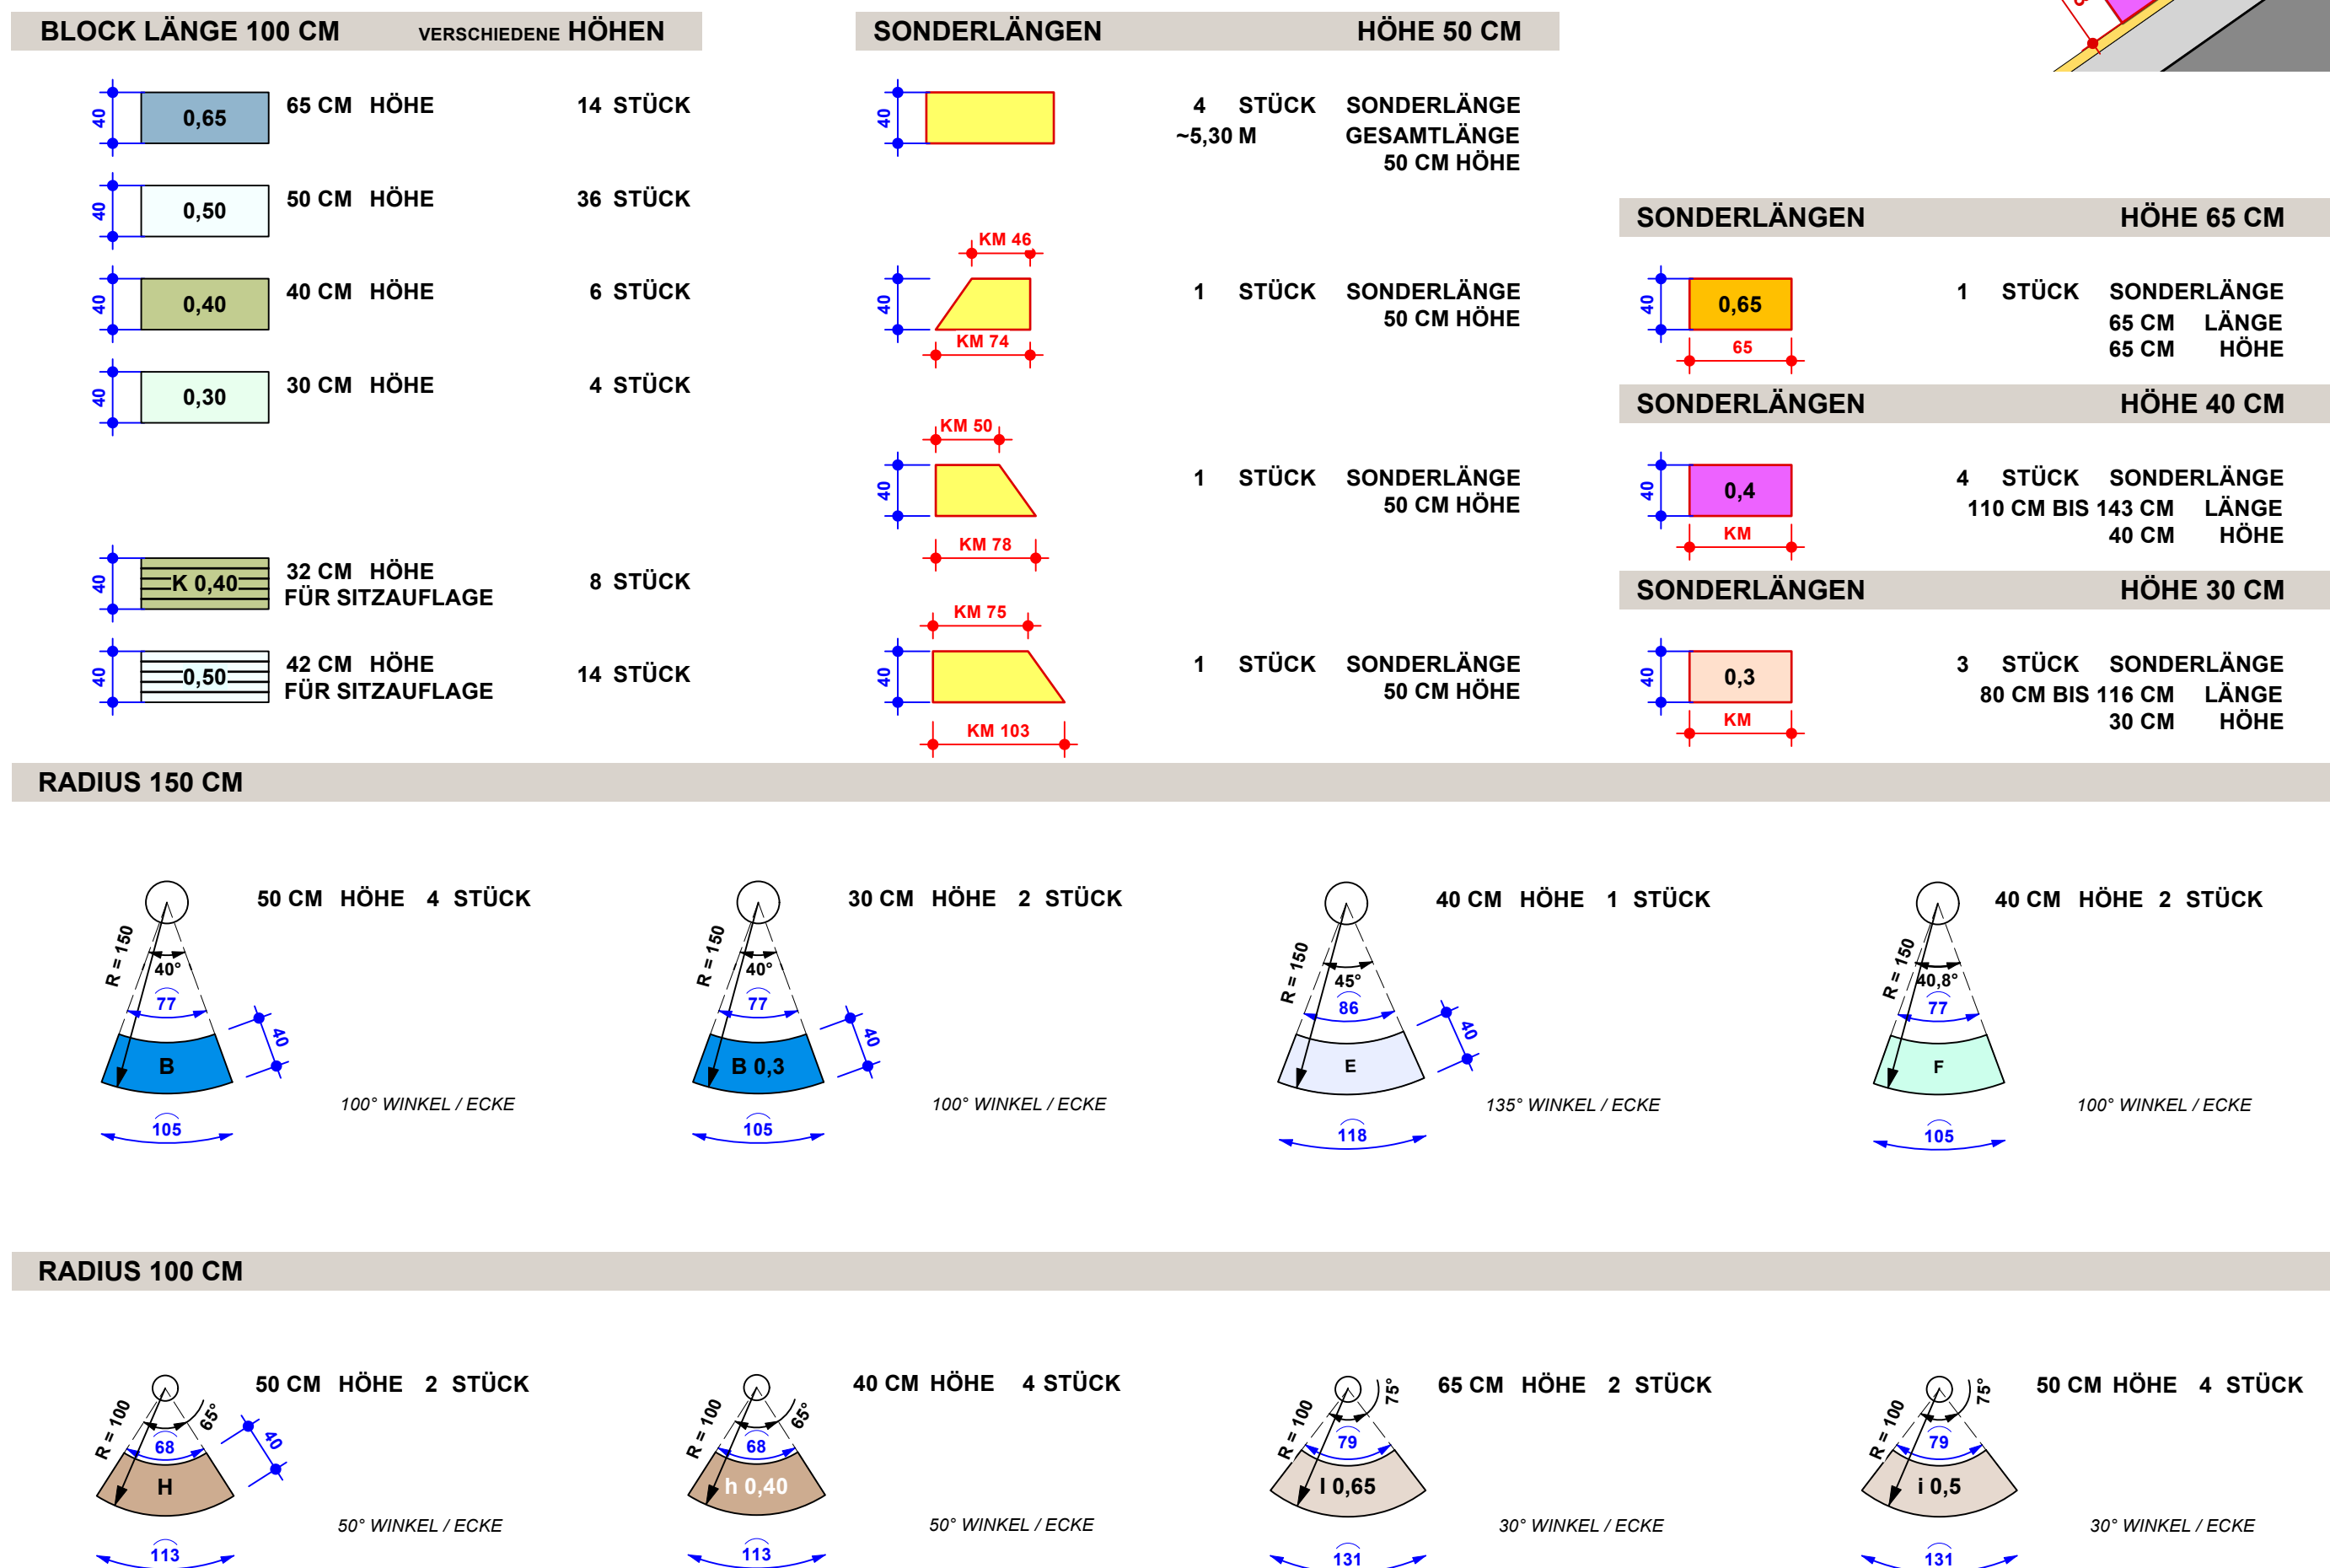 BLOCK LÄNGE 100 CM VERSCHIEDENE HÖHEN
40 0,65 65 CM HÖHE 14 STÜCK
40 0,50 50 CM HÖHE 36 STÜCK
40 0,40 40 CM HÖHE 6 STÜCK
40 0,30 30 CM HÖHE 4 STÜCK
40 K 0,40 32 CM HÖHE 8 STÜCK
FÜR SITZAUFLAGE
40 0,50 42 CM HÖHE 14 STÜCK
FÜR SITZAUFLAGE
SONDERLÄNGEN HÖHE 50 CM
40 4 STÜCK SONDERLÄNGE
~5,30 M GESAMTLÄNGE
50 CM HÖHE
KM 46
40 1 STÜCK SONDERLÄNGE
50 CM HÖHE
KM 74
KM 50
40 1 STÜCK SONDERLÄNGE
50 CM HÖHE
KM 78
KM 75
40 1 STÜCK SONDERLÄNGE
50 CM HÖHE
KM 103
SONDERLÄNGEN HÖHE 65 CM
40 0,65 1 STÜCK SONDERLÄNGE
65 CM LÄNGE
65 65 CM HÖHE
SONDERLÄNGEN HÖHE 40 CM
40 0,4 4 STÜCK SONDERLÄNGE
110 CM BIS 143 CM LÄNGE
KM 40 CM HÖHE
SONDERLÄNGEN HÖHE 30 CM
40 0,3 3 STÜCK SONDERLÄNGE
80 CM BIS 116 CM LÄNGE
KM 30 CM HÖHE
RADIUS 150 CM
50 CM HÖHE 4 STÜCK
R = 150
40°
77
40
B
100° WINKEL / ECKE
105
30 CM HÖHE 2 STÜCK
R = 150
40°
77
40
B 0,3
100° WINKEL / ECKE
105
40 CM HÖHE 1 STÜCK
R = 150
45°
86
40
E
135° WINKEL / ECKE
118
40 CM HÖHE 2 STÜCK
R = 150
40,8°
77
F
100° WINKEL / ECKE
105
RADIUS 100 CM
50 CM HÖHE 2 STÜCK
R = 100
65°
68
40
H
50° WINKEL / ECKE
113
40 CM HÖHE 4 STÜCK
R = 100
65°
68
h 0,40
50° WINKEL / ECKE
113
65 CM HÖHE 2 STÜCK
R = 100
75°
79
I 0,65
30° WINKEL / ECKE
131
50 CM HÖHE 4 STÜCK
R = 100
75°
79
i 0,5
30° WINKEL / ECKE
131